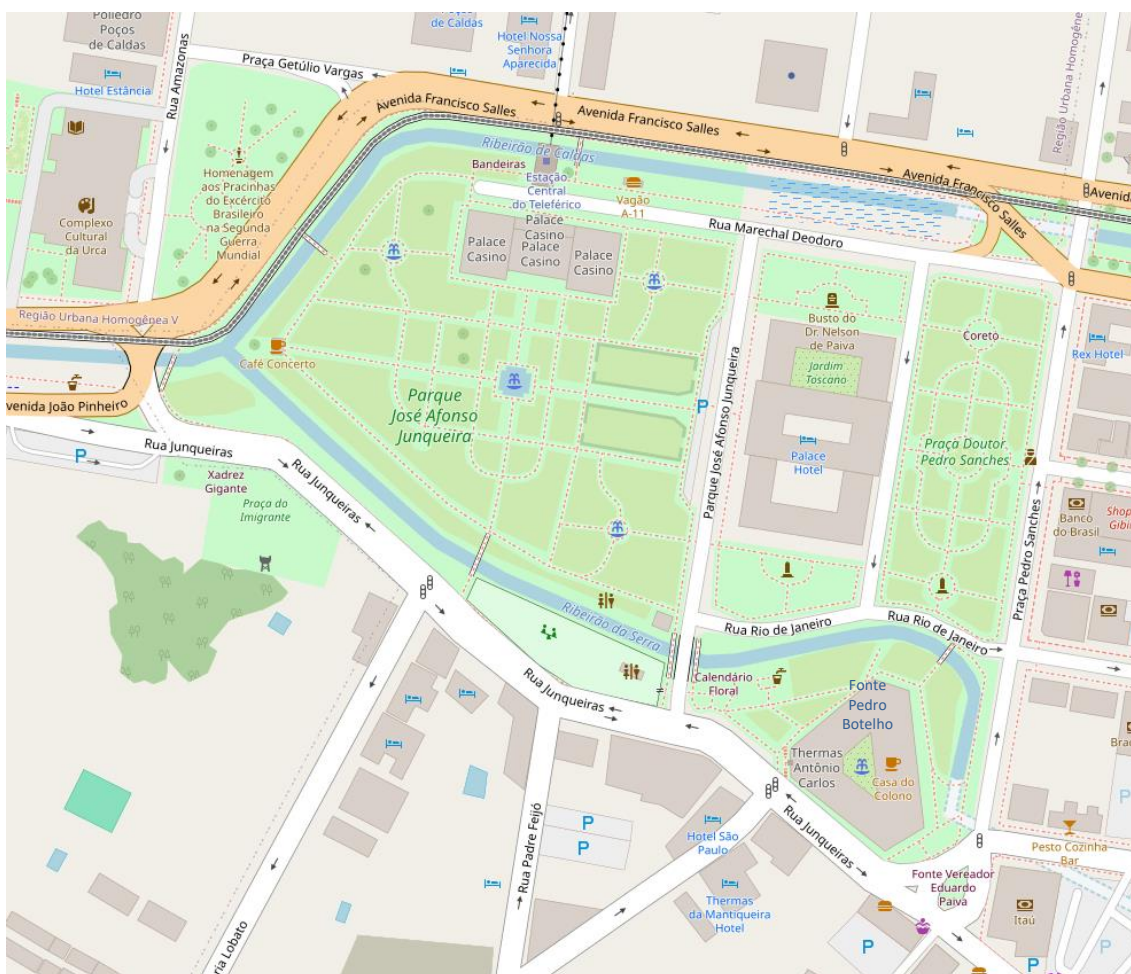 Poliedro
Poços
de Caldas
Hotel Estância
Rua Amazonas
Praça Getúlio Vargas
Poços
de Caldas
Hotel Nossa
Senhora
Aparecida
Região Urbana Homogêne
Avenida Francisco Salles
Avenida Francisco Salles
Avenida Francisco Salles
Avenid
Homenagem
aos Pracinhas
do Excército
Brasileiro
na Segunda
Guerra
Mundial
Complexo
Cultural
da Urca
Ribeirão de Caldas
Bandeiras
Estação
Central
do Teleférico
Vagão
A-11
Palace
Casino
Palace
Casino
Palace
Casino
Palace
Casino
Rua Marechal Deodoro
Busto do
Dr. Nelson
de Paiva
Jardim
Toscano
Coreto
Rex Hotel
Região Urbana Homogênea V
Café Concerto
Parque
José Afonso
Junqueira
P
Parque José Afonso Junqueira
Palace
Hotel
Praça Doutor
Pedro Sanches
Praça Pedro Sanches
Banco
do Brasil
Shop
Gibi
venida João Pinheiro
P
Rua Junqueiras
Rua Junqueiras
Xadrez
Gigante
Praça do
Imigrante
Ribeirão da Serra
Rua Rio de Janeiro
Rua Rio de Janeiro
Calendário
Floral
Fonte
Pedro
Botelho
Thermas
Antônio
Carlos
Casa do
Colono
Bra
Rua Junqueiras
Rua Junqueiras
Rua Padre Feijó
P
P
P
Hotel São
Paulo
Thermas
da Mantiqueira
Hotel
Pesto Cozinha
Bar
Fonte Vereador
Eduardo
Paiva
Itaú
P
P
P
ria Lobato